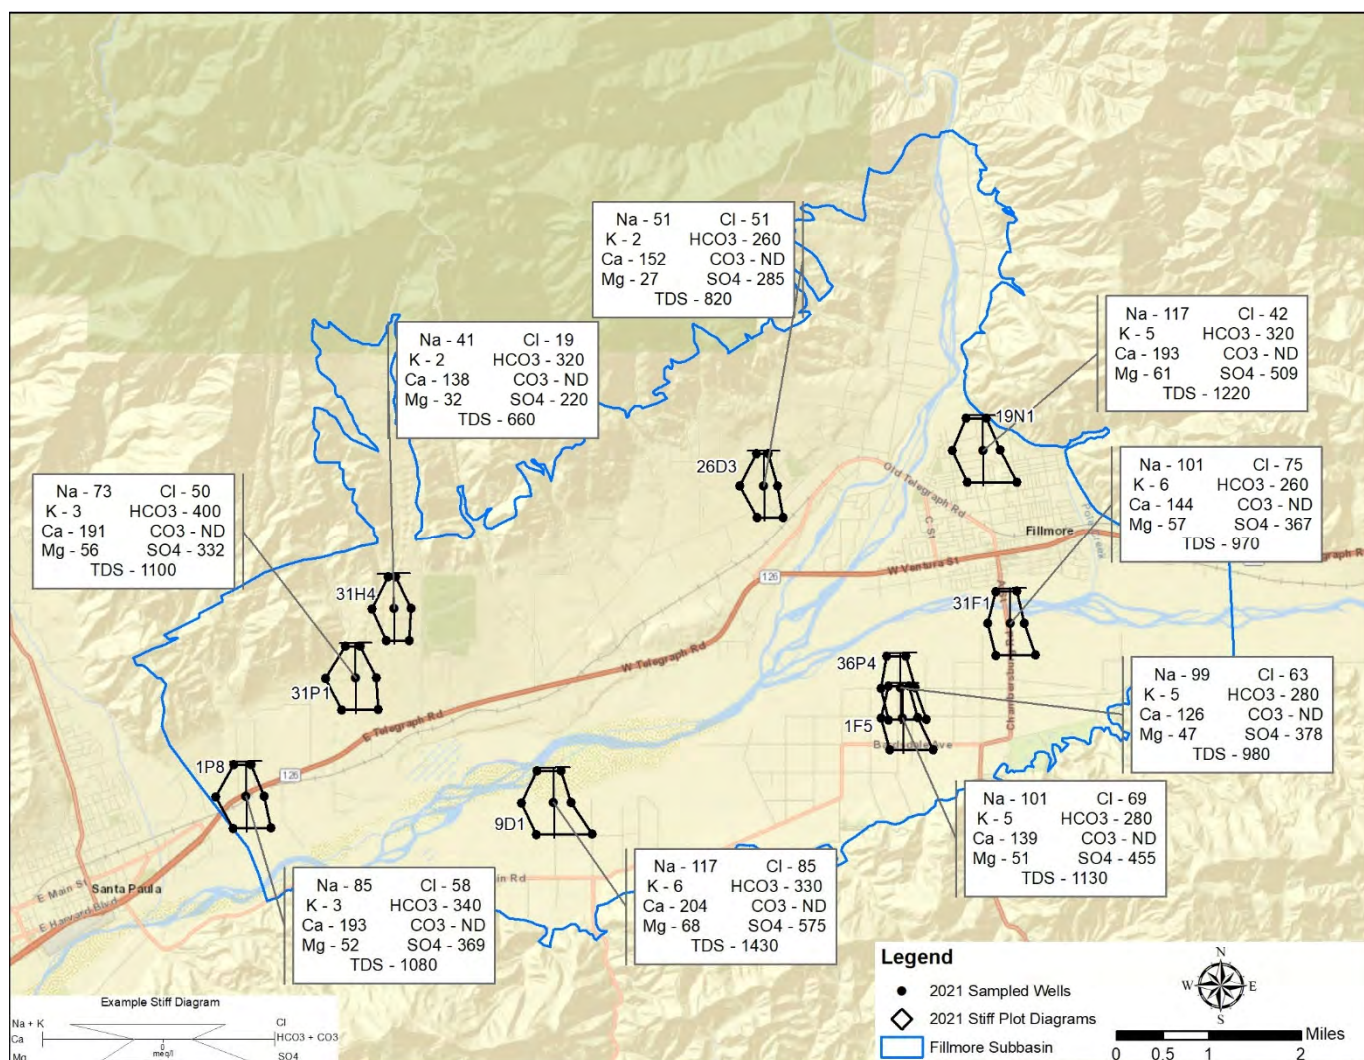 Na - 51 Cl - 51
K - 2 HCO3 - 260
Ca - 152 CO3 - ND
Mg - 27 SO4 - 285
TDS - 820
Na - 117 Cl - 42
K - 5 HCO3 - 320
Ca - 193 CO3 - ND
Mg - 61 SO4 - 509
TDS - 1220
Na - 41 Cl - 19
K - 2 HCO3 - 320
Ca - 138 CO3 - ND
Mg - 32 SO4 - 220
TDS - 660
19N1
26D3
Old Telegraph Rd
C St
Fillmore
Pole Creek
Na - 101 Cl - 75
K - 6 HCO3 - 260
Ca - 144 CO3 - ND
Mg - 57 SO4 - 367
TDS - 970
Na - 73 Cl - 50
K - 3 HCO3 - 400
Ca - 191 CO3 - ND
Mg - 56 SO4 - 332
TDS - 1100
W Ventura St
126
31H4
31F1
Chambersburg Rd
W Telegraph Rd
36P4
31P1
1F5
E Telegraph Rd
Na - 99 Cl - 63
K - 5 HCO3 - 280
Ca - 126 CO3 - ND
Mg - 47 SO4 - 378
TDS - 980
1P8
126
9D1
Na - 101 Cl - 69
K - 5 HCO3 - 280
Ca - 139 CO3 - ND
Mg - 51 SO4 - 455
TDS - 1130
E Main St
Santa Paula
E Harvard Blvd
Na - 85 Cl - 58
K - 3 HCO3 - 340
Ca - 193 CO3 - ND
Mg - 52 SO4 - 369
TDS - 1080
Na - 117 Cl - 85
K - 6 HCO3 - 330
Ca - 204 CO3 - ND
Mg - 68 SO4 - 575
TDS - 1430
Rd
Legend
2021 Sampled Wells
2021 Stiff Plot Diagrams
Fillmore Subbasin
N
W E
S
0 0.5 1 2 Miles
Example Stiff Diagram
Na + K Cl
Ca HCO3 + CO3
0
meq/l
Mg SO4